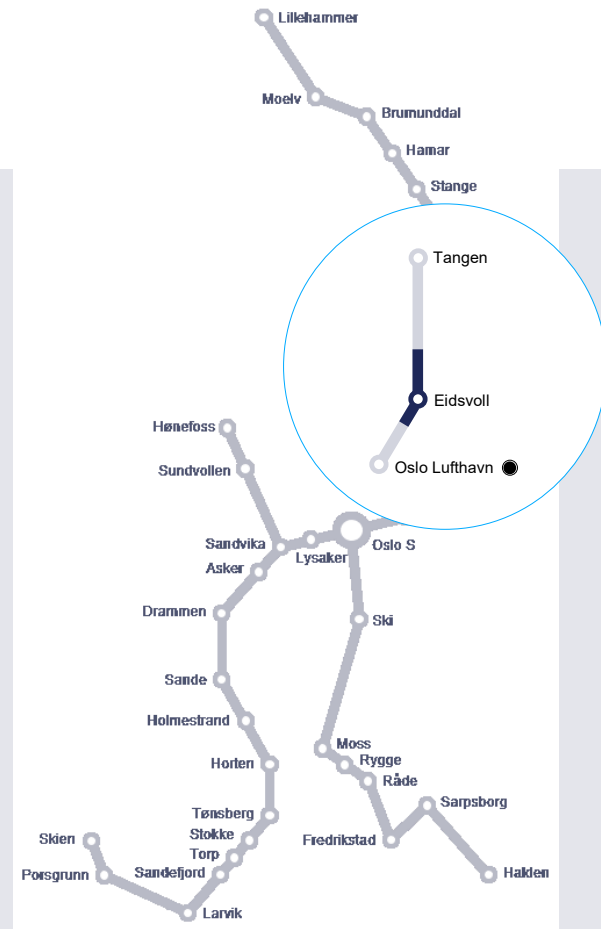 Lillehammer
Moelv
Brumunddal
Hamar
Stange
Tangen
Eidsvoll
Oslo Lufthavn
Hønefoss
Sundvollen
Sandvika
Lysaker
Oslo S
Asker
Drammen
Ski
Sande
Holmestrand
Moss
Horten
Rygge
Råde
Tønsberg
Sarpsborg
Stokke
Skien
Fredrikstad
Torp
Sandefjord
Porsgrunn
Halden
Larvik